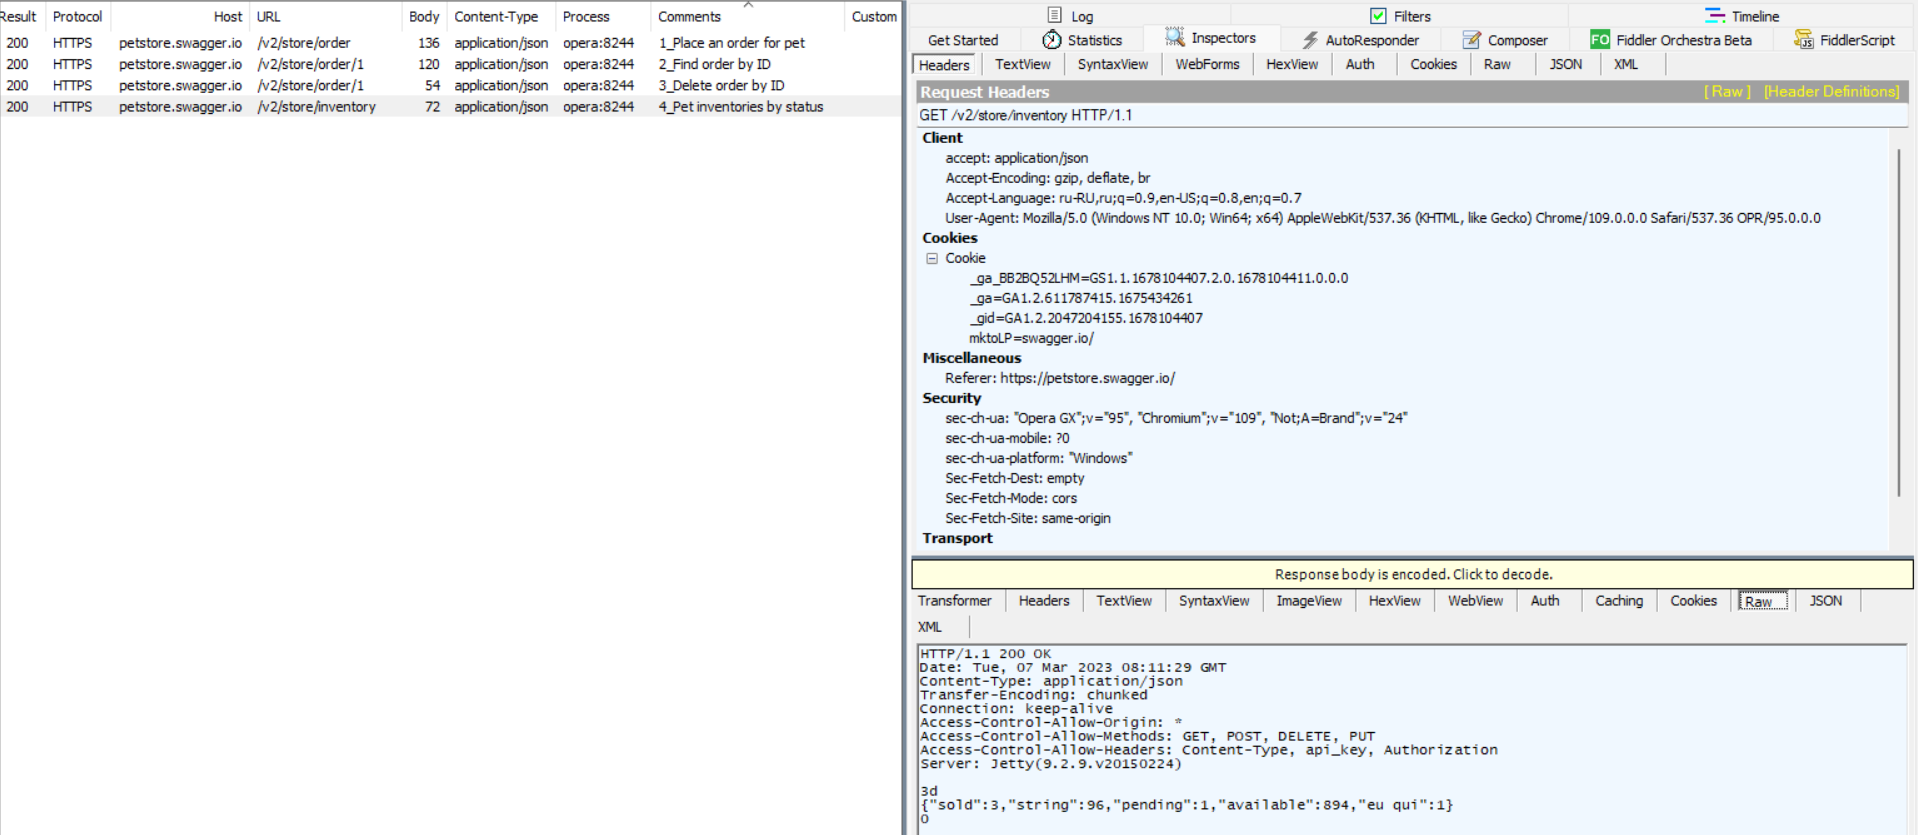 Result Protocol Host URL Body Content-Type Process Comments Custom
200 HTTPS petstore.swagger.io /v2/store/order 136 application/json opera:8244 1_Place an order for pet
200 HTTPS petstore.swagger.io /v2/store/order/1 120 application/json opera:8244 2_Find order by ID
200 HTTPS petstore.swagger.io /v2/store/order/1 54 application/json opera:8244 3_Delete order by ID
200 HTTPS petstore.swagger.io /v2/store/inventory 72 application/json opera:8244 4_Pet inventories by status
Log Filters Timeline
Get Started Statistics Inspectors AutoResponder Composer FO Fiddler Orchestra Beta FiddlerScript
Headers TextView SyntaxView WebForms HexView Auth Cookies Raw JSON XML
Request Headers [ Raw ] [Header Definitions]
GET /v2/store/inventory HTTP/1.1
Client
accept: application/json
Accept-Encoding: gzip, deflate, br
Accept-Language: ru-RU,ru;q=0.9,en-US;q=0.8,en;q=0.7
User-Agent: Mozilla/5.0 (Windows NT 10.0; Win64; x64) AppleWebKit/537.36 (KHTML, like Gecko) Chrome/109.0.0.0 Safari/537.36 OPR/95.0.0.0
Cookies
Cookie
_ga_BB2BQ52LHM=GS1.1.1678104407.2.0.1678104411.0.0.0
_ga=GA1.2.611787415.1675434261
_gid=GA1.2.2047204155.1678104407
mktoLP=swagger.io/
Miscellaneous
Referer: https://petstore.swagger.io/
Security
sec-ch-ua: "Opera GX";v="95", "Chromium";v="109", "Not;A=Brand";v="24"
sec-ch-ua-mobile: ?0
sec-ch-ua-platform: "Windows"
Sec-Fetch-Dest: empty
Sec-Fetch-Mode: cors
Sec-Fetch-Site: same-origin
Transport
Response body is encoded. Click to decode.
Transformer Headers TextView SyntaxView ImageView HexView WebView Auth Caching Cookies Raw JSON
XML
HTTP/1.1 200 OK
Date: Tue, 07 Mar 2023 08:11:29 GMT
Content-Type: application/json
Transfer-Encoding: chunked
Connection: keep-alive
Access-Control-Allow-Origin: *
Access-Control-Allow-Methods: GET, POST, DELETE, PUT
Access-Control-Allow-Headers: Content-Type, api_key, Authorization
Server: Jetty(9.2.9.v20150224)
3d
{"sold":3,"string":96,"pending":1,"available":894,"eu qui":1}
0